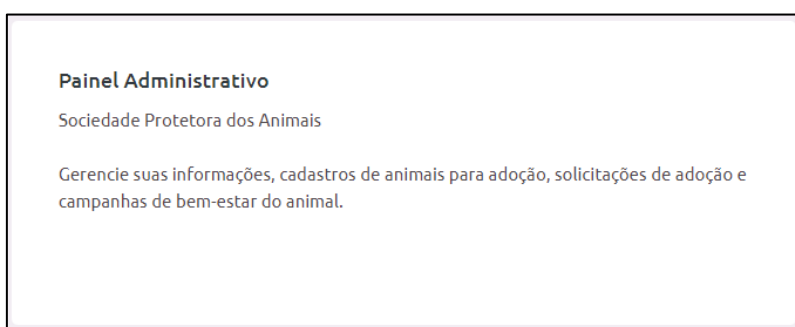 Painel Administrativo
Sociedade Protetora dos Animais
Gerencie suas informações, cadastros de animais para adoção, solicitações de adoção e
campanhas de bem-estar do animal.